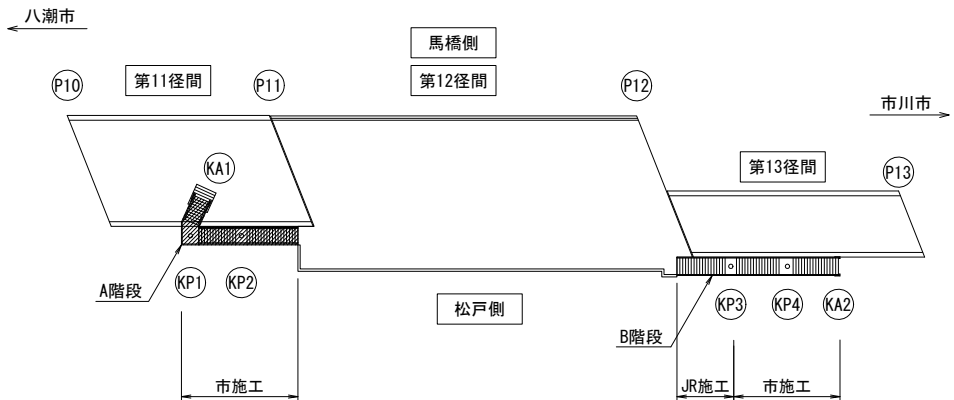 八潮市
馬橋側
P10
第11径間
P11
第12径間
P12
市川市
第13径間
P13
KA1
A階段
KP1
KP2
松戸側
B階段
KP3
KP4
KA2
市施工
JR施工
市施工